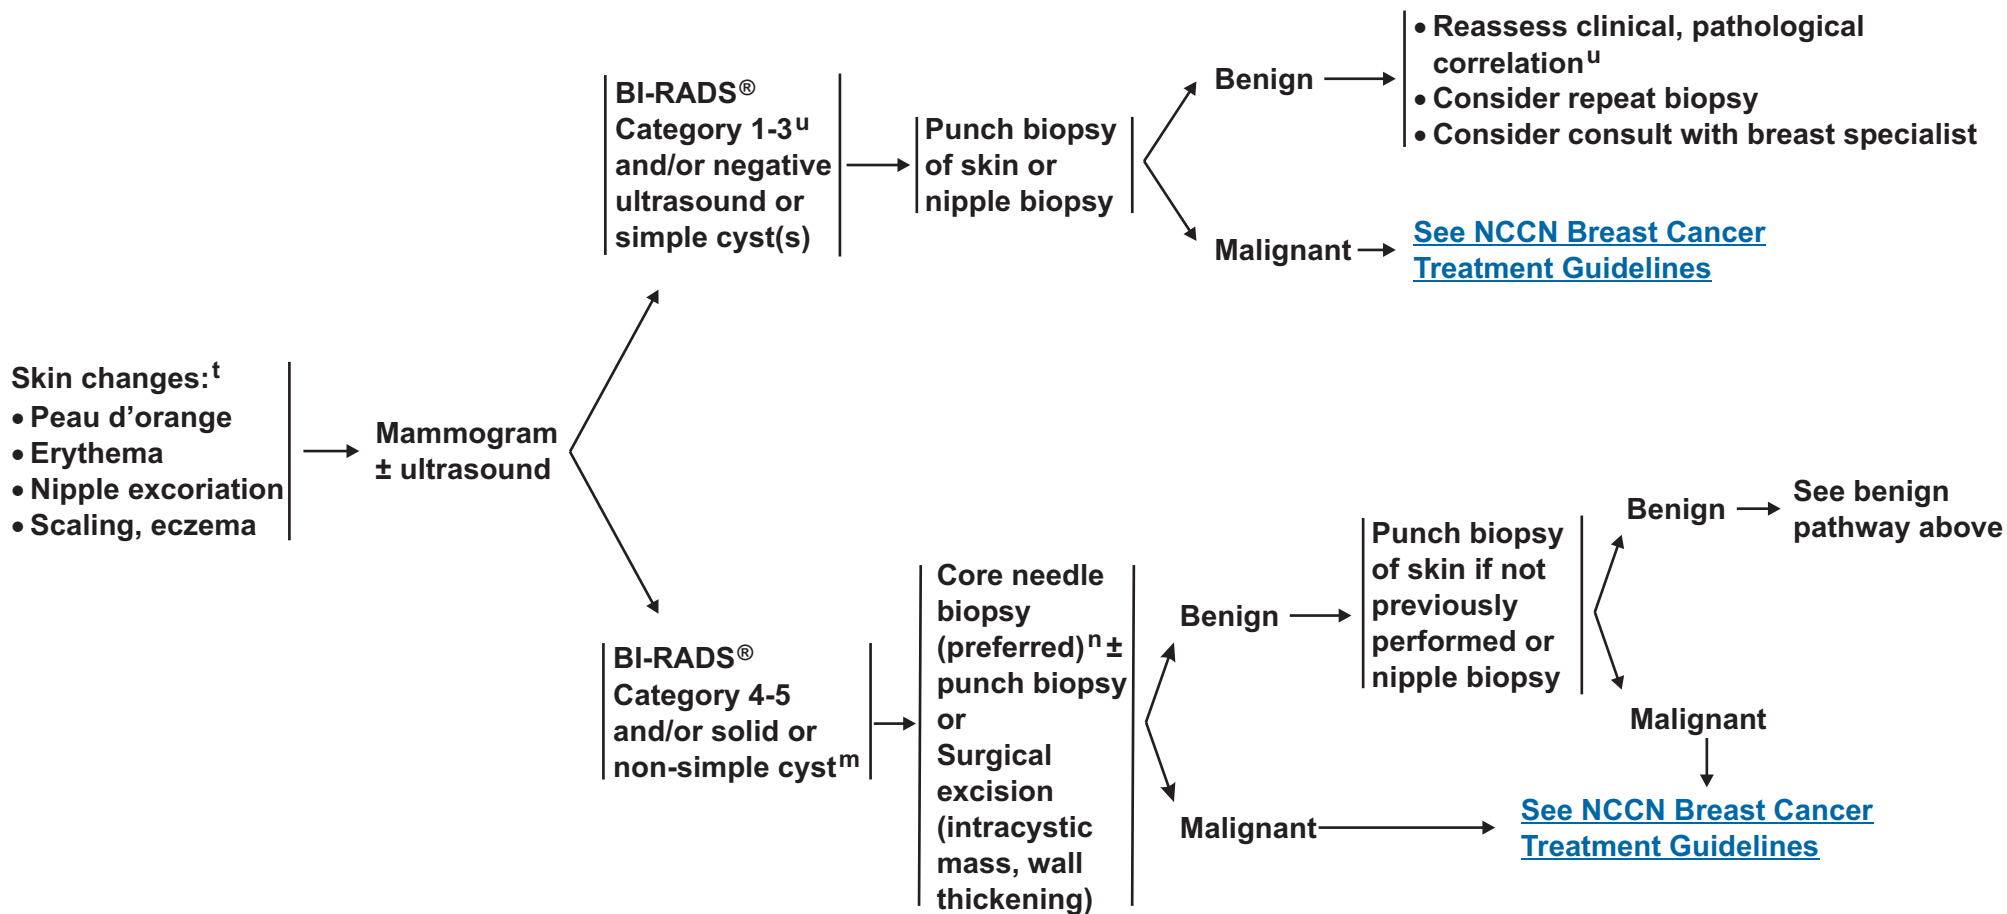 Skin changes:t
• Peau d’orange
• Erythema
• Nipple excoriation
• Scaling, eczema
Mammogram
± ultrasound
BI-RADS®
Category 1-3u
and/or negative
ultrasound or
simple cyst(s)
Punch biopsy
of skin or
nipple biopsy
Benign
• Reassess clinical, pathological
correlationu
• Consider repeat biopsy
• Consider consult with breast specialist
Malignant
See NCCN Breast Cancer
Treatment Guidelines
BI-RADS®
Category 4-5
and/or solid or
non-simple cystm
Core needle
biopsy
(preferred)n ±
punch biopsy
or
Surgical
excision
(intracystic
mass, wall
thickening)
Benign
Punch biopsy
of skin if not
previously
performed or
nipple biopsy
Benign
See benign
pathway above
Malignant
Malignant
See NCCN Breast Cancer
Treatment Guidelines